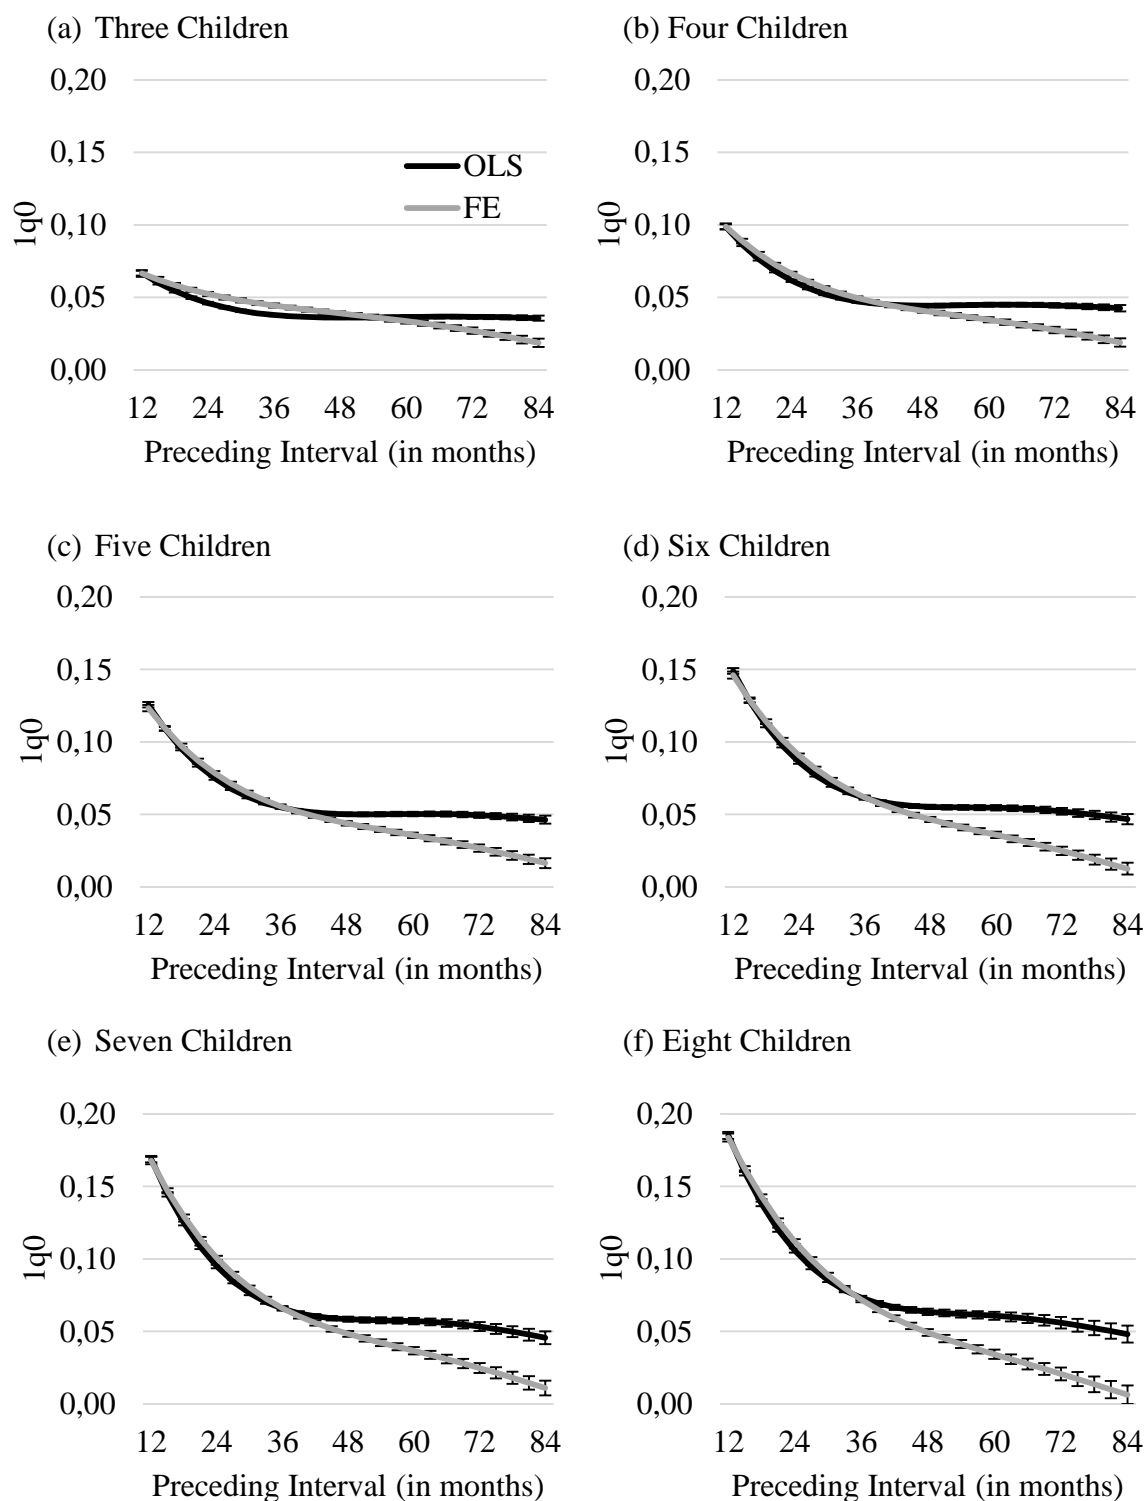 (a) Three Children
0,20
0,15
0,10
0,05
0,00
1q0
OLS
FE
12 24 36 48 60 72 84
Preceding Interval (in months)
(b) Four Children
0,20
0,15
0,10
0,05
0,00
1q0
12 24 36 48 60 72 84
Preceding Interval (in months)
(c) Five Children
0,20
0,15
0,10
0,05
0,00
1q0
12 24 36 48 60 72 84
Preceding Interval (in months)
(d) Six Children
0,20
0,15
0,10
0,05
0,00
1q0
12 24 36 48 60 72 84
Preceding Interval (in months)
(e) Seven Children
0,20
0,15
0,10
0,05
0,00
1q0
12 24 36 48 60 72 84
Preceding Interval (in months)
(f) Eight Children
0,20
0,15
0,10
0,05
0,00
1q0
12 24 36 48 60 72 84
Preceding Interval (in months)